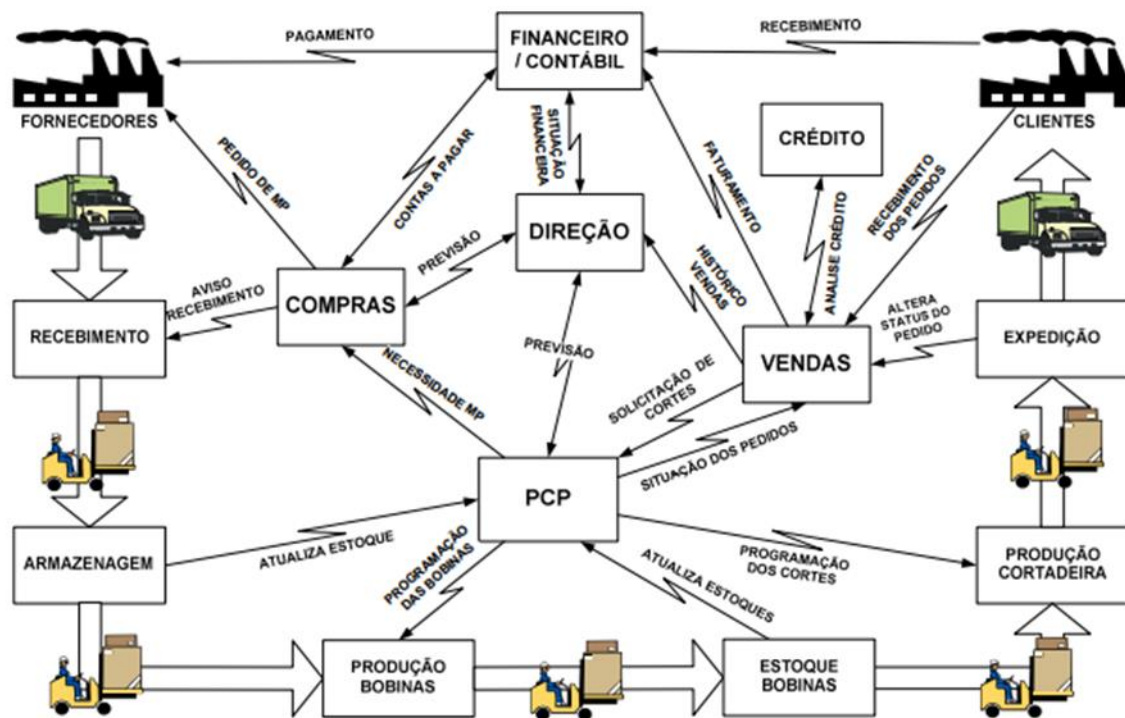 PAGAMENTO
FINANCEIRO
/ CONTÁBIL
RECEBIMENTO
FORNECEDORES
CLIENTES
PEDIDO DE MP
CONTAS A PAGAR
SITUAÇÃO
FINANCEIRA
FATURAMENTO
CRÉDITO
RECEBIMENTO
DOS PEDIDOS
DIREÇÃO
PREVISÃO
HISTÓRICO
VENDAS
ANALISE CRÉDITO
AVISO
RECEBIMENTO
COMPRAS
RECEBIMENTO
ALTERA
STATUS DO
PEDIDO
EXPEDIÇÃO
VENDAS
PREVISÃO
NECESSIDADE MP
SOLICITAÇÃO DE
CORTES
SITUAÇÃO DOS PEDIDOS
PCP
ARMAZENAGEM
ATUALIZA ESTOQUE
PROGRAMAÇÃO
DAS BOBINAS
ATUALIZA ESTOQUES
PROGRAMAÇÃO
DOS CORTES
PRODUÇÃO
CORTADEIRA
PRODUÇÃO
BOBINAS
ESTOQUE
BOBINAS